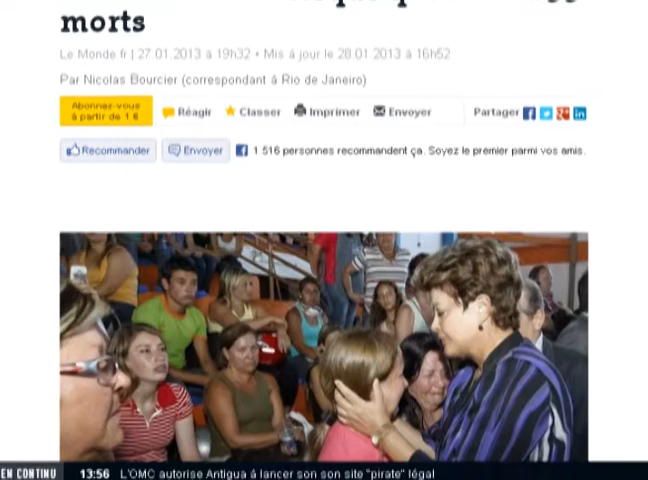 morts
Le Monde.fr | 27.01.2013 à 19h32 • Mis à jour le 28.01.2013 à 16h52
Par Nicolas Bourcier (correspondant à Rio de Janeiro)
Abonnez-vous
à partir de 1 €
Réagir Classer Imprimer Envoyer Partager
Recommander Envoyer 1 516 personnes recommandent ça. Soyez le premier parmi vos amis.
EN CONTINU 13:56 L'OMC autorise Antigua à lancer son son site "pirate" légal